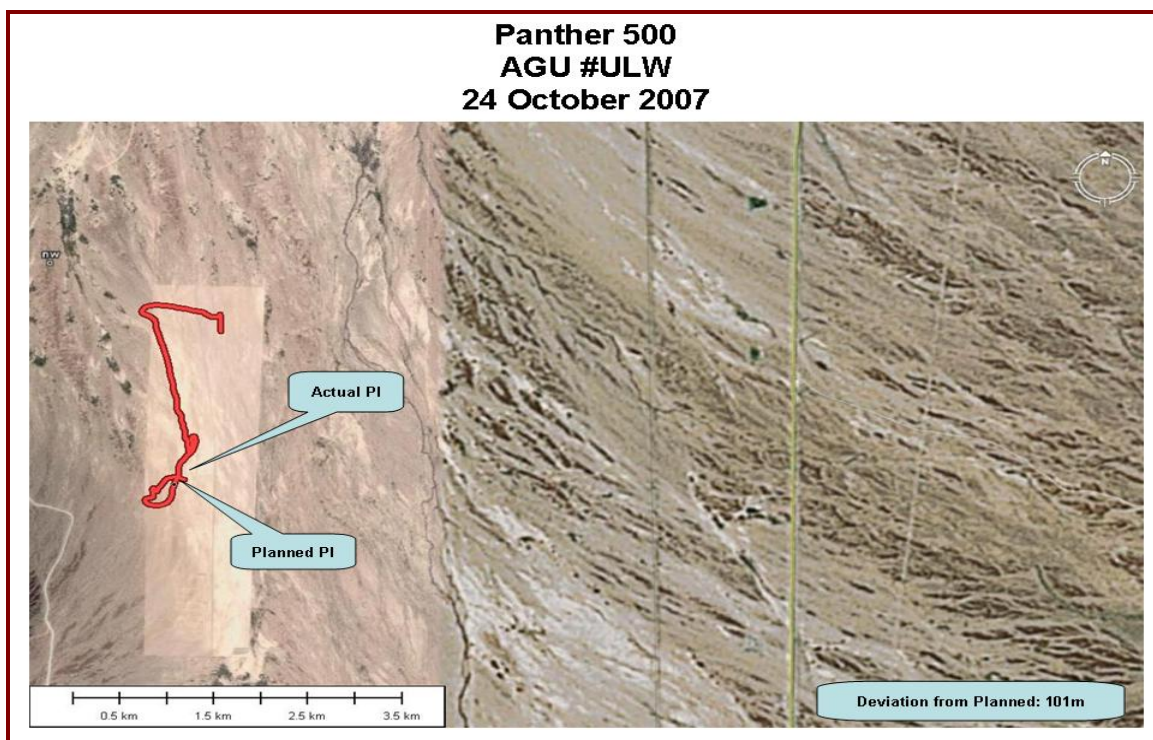 Panther 500
AGU #ULW
24 October 2007
N
nw
Actual PI
Planned PI
0.5 km 1.5 km 2.5 km 3.5 km
Deviation from Planned: 101m